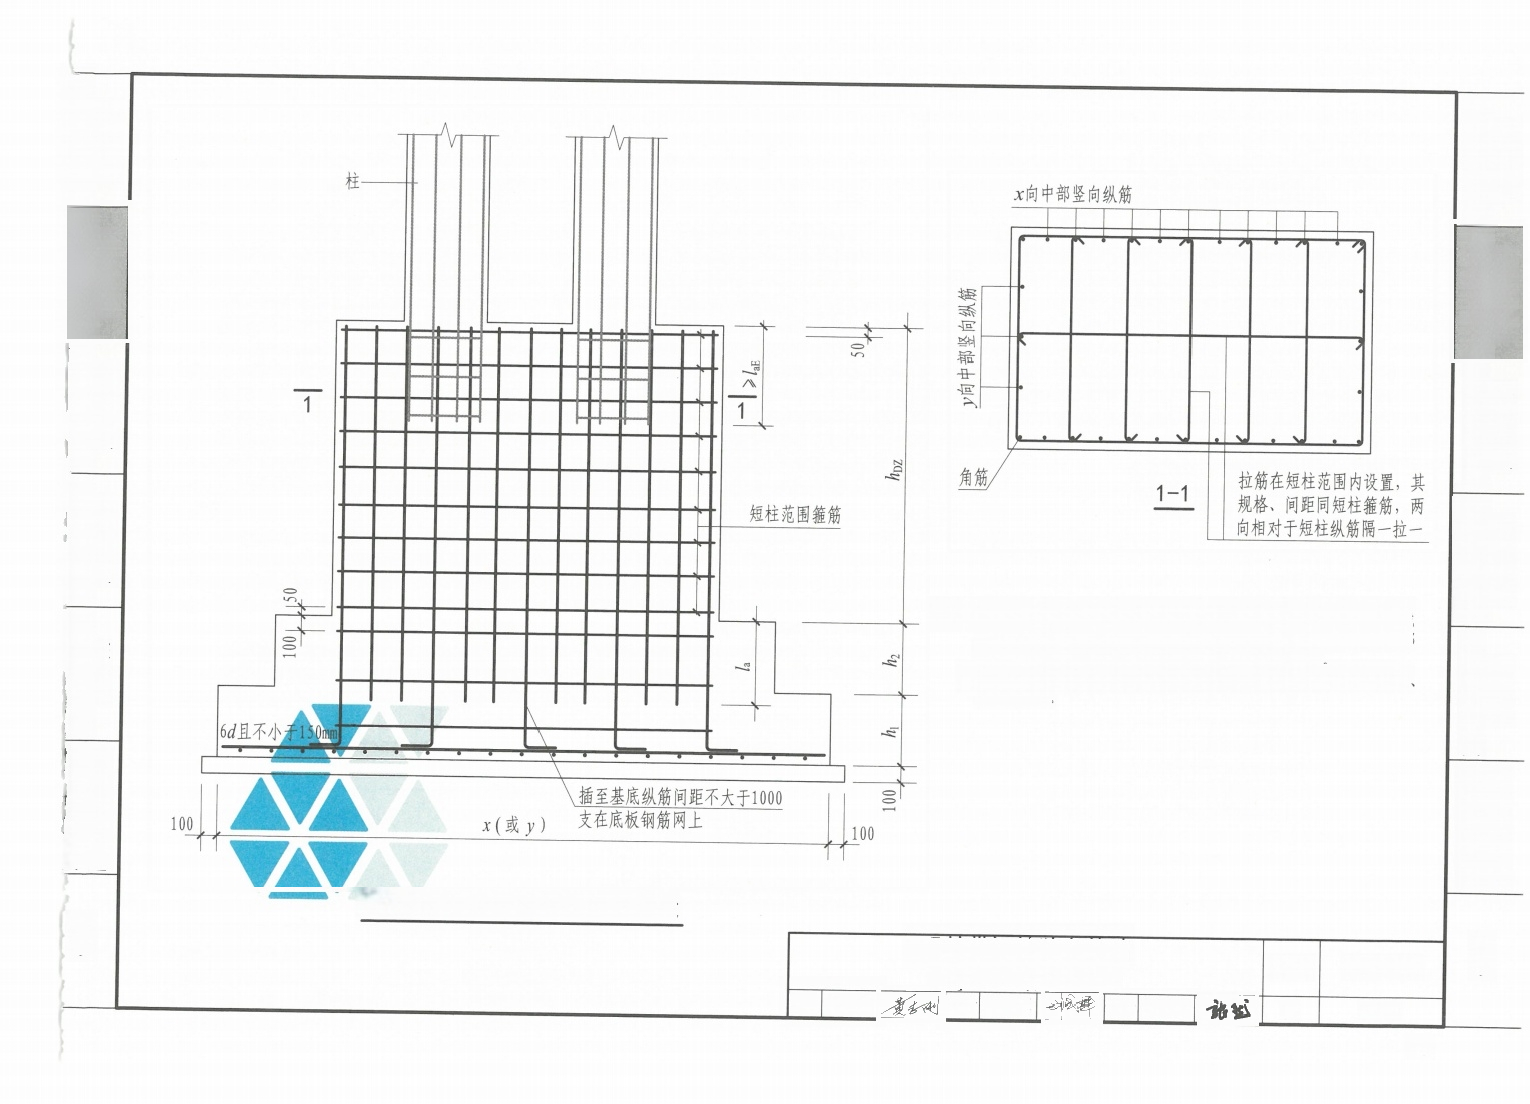 柱
x向中部竖向纵筋
y向中部竖向纵筋
角筋
1-1
拉筋在短柱范围内设置，其
规格、间距同短柱箍筋，两
向相对于短柱纵筋隔一拉一
1
1
≥laE
50
hDZ
短柱范围箍筋
50
100
la
h2
h1
100
6d且不小于150mm
插至基底纵筋间距不大于1000
支在底板钢筋网上
100
x(或 y)
100